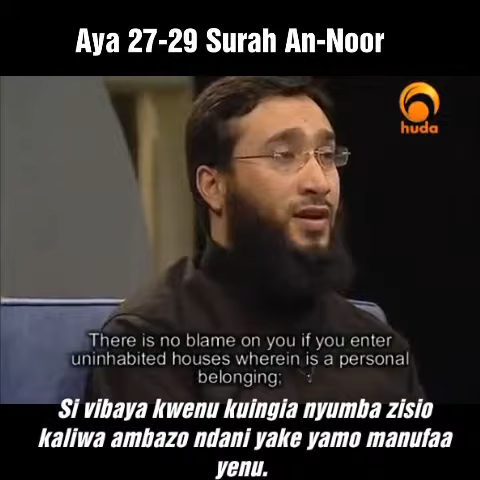 Aya 27-29 Surah An-Noor
huda
There is no blame on you if you enter
uninhabited houses wherein is a personal
belonging;
Si vibaya kwenu kuingia nyumba zisio
kaliwa ambazo ndani yake yamo manufaa
yenu.